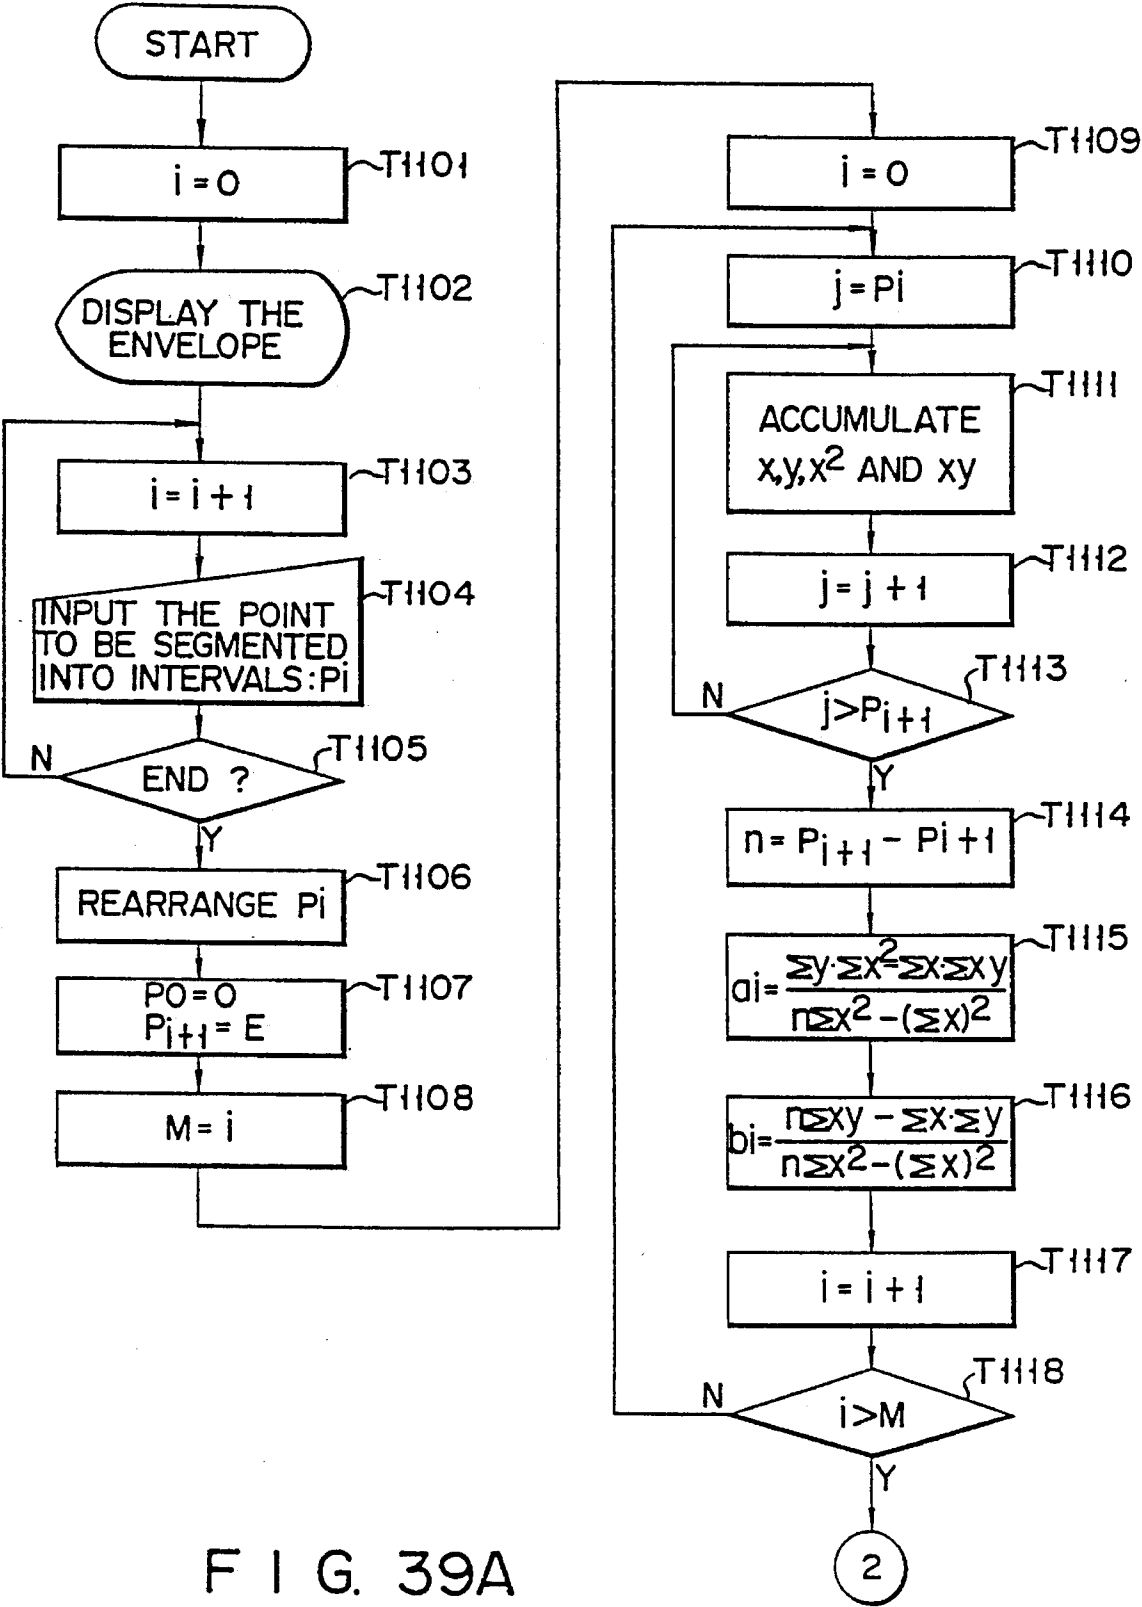 START
i=0
T1101
DISPLAY THE
ENVELOPE
T1102
i=i+1
T1103
INPUT THE POINT
TO BE SEGMENTED
INTO INTERVALS:Pi
T1104
END ?
T1105
N
Y
REARRANGE Pi
T1106
P0=0
Pi+1=E
T1107
M=i
T1108
i=0
T1109
j=Pi
T1110
ACCUMULATE
x,y,x² AND xy
T1111
j=j+1
T1112
j>Pi+1
T1113
N
Y
n=Pi+1-Pi+1
T1114
ai=Σy·Σx²-Σx·Σxy
nΣx²-(Σx)²
T1115
bi=nΣxy-Σx·Σy
nΣx²-(Σx)²
T1116
i=i+1
T1117
i>M
T1118
N
Y
2
FIG. 39A